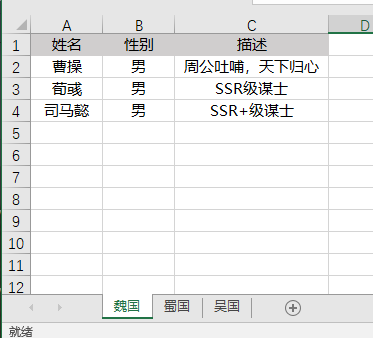 A B C D
1 姓名 性别 描述
2 曹操 男 周公吐哺，天下归心
3 荀彧 男 SSR级谋士
4 司马懿 男 SSR+级谋士
5
6
7
8
9
10
11
12
魏国 蜀国 吴国
就绪